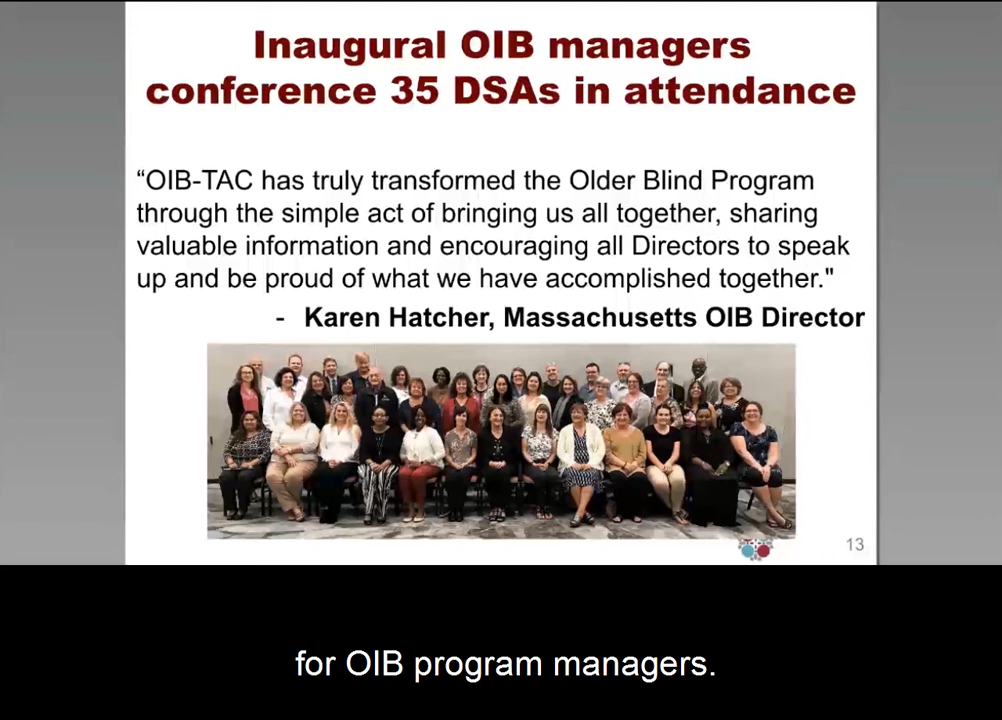 Inaugural OIB managers
conference 35 DSAs in attendance
“OIB-TAC has truly transformed the Older Blind Program
through the simple act of bringing us all together, sharing
valuable information and encouraging all Directors to speak
up and be proud of what we have accomplished together."
- Karen Hatcher, Massachusetts OIB Director
13
for OIB program managers.